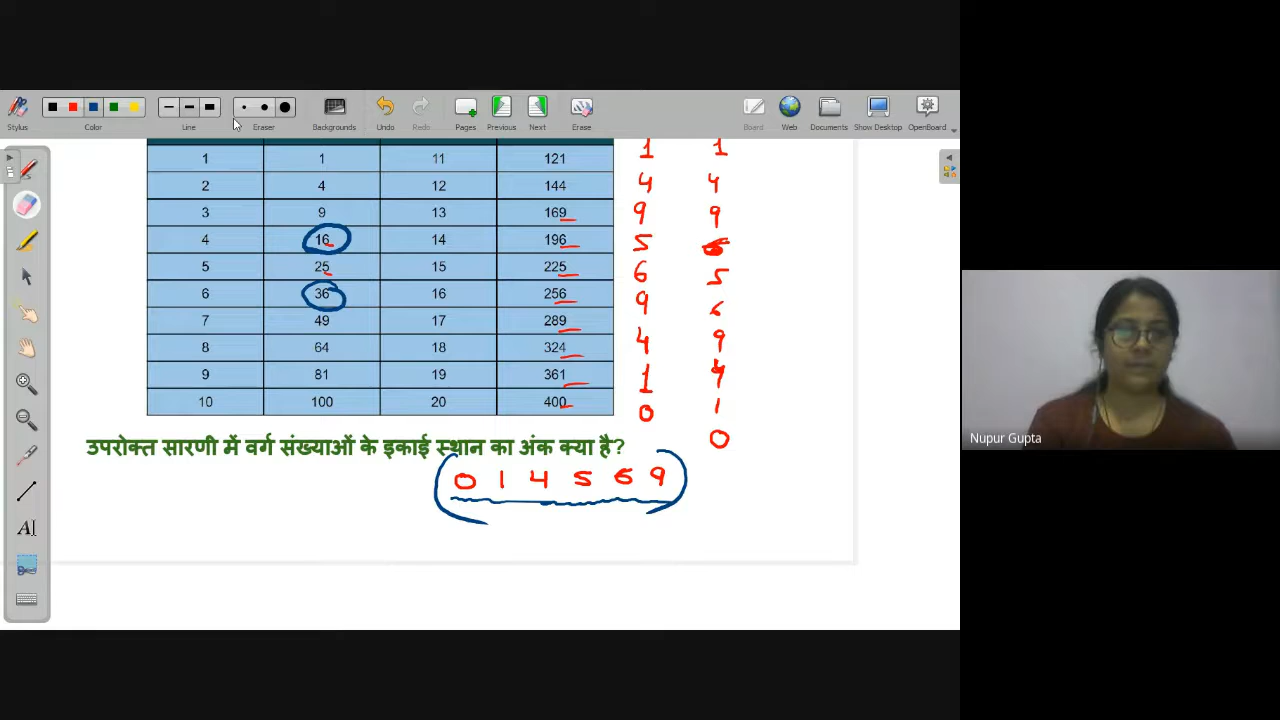 Stylus Color Line Eraser Backgrounds Undo Redo Pages Previous Next Erase Board Web Documents Show Desktop OpenBoard
1 1 11 121 1 1
2 4 12 144 4 4
3 9 13 169 9 9
4 16 14 196 5
5 25 15 225 6 5
6 36 16 256 9 6
7 49 17 289 4 9
8 64 18 324 1 4
9 81 19 361 0 1
10 100 20 400 0
उपरोक्त सारणी में वर्ग संख्याओं के इकाई स्थान का अंक क्या है?
(0 1 4 5 6 9)
Nupur Gupta